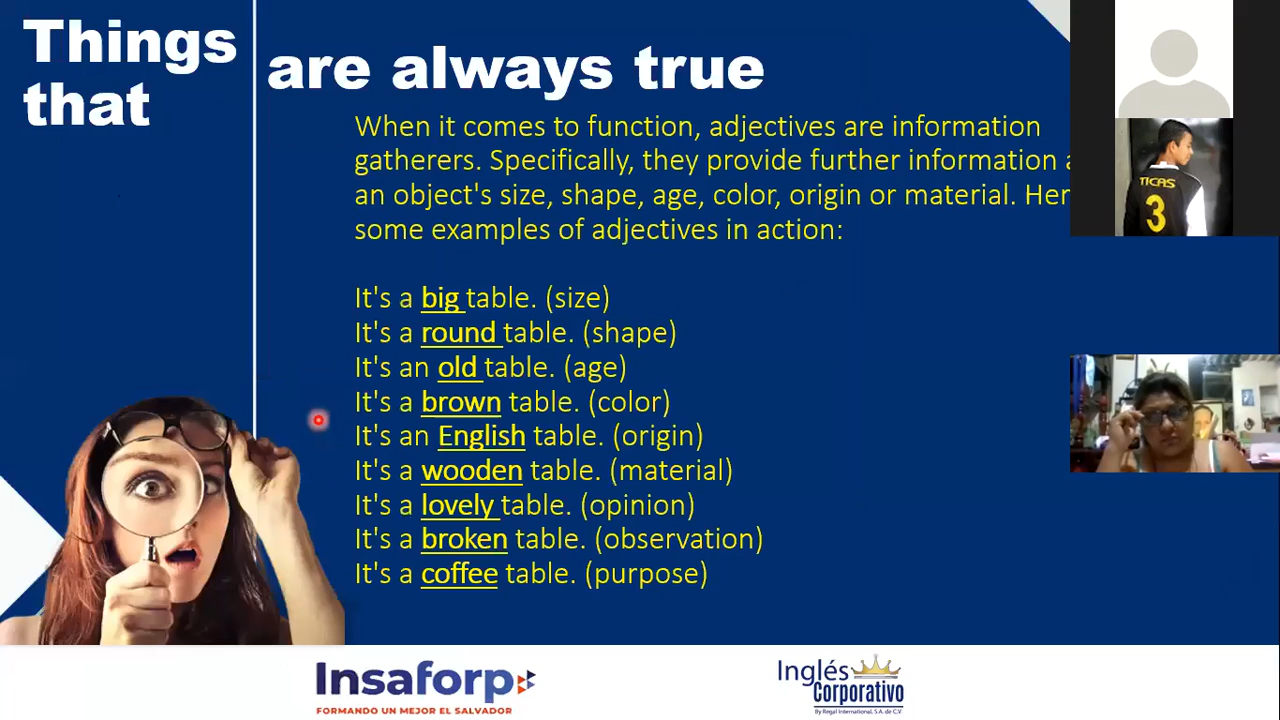 Things
that
are always true
When it comes to function, adjectives are information
gatherers. Specifically, they provide further information
an object's size, shape, age, color, origin or material.
some examples of adjectives in action:
It's a big table. (size)
It's a round table. (shape)
It's an old table. (age)
It's a brown table. (color)
It's an English table. (origin)
It's a wooden table. (material)
It's a lovely table. (opinion)
It's a broken table. (observation)
It's a coffee table. (purpose)
TICAS
3
Insaforp
FORMANDO UN MEJOR EL SALVADOR
Inglés
Corporativo
By Regal International, S.A. de C.V.